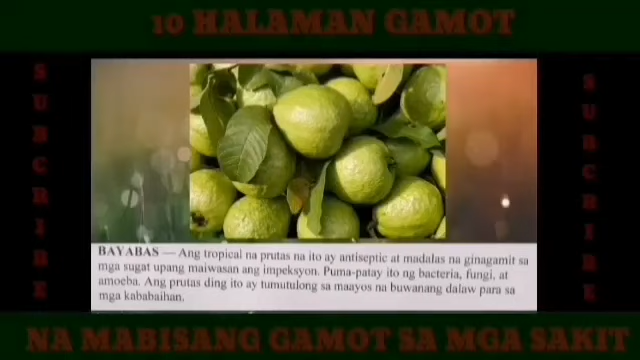 10 HALAMAN GAMOT
SUBCRIBE
SUBCRIBE
BAYABAS — Ang tropical na prutas na ito ay antiseptic at madalas na ginagamit sa
mga sugat upang maiwasan ang impeksyon. Puma-patay ito ng bacteria, fungi, at
amoeba. Ang prutas ding ito ay tumutulong sa maayos na buwanang dalaw para sa
mga kababaihan.
NA MABISANG GAMOT SA MGA SAKIT